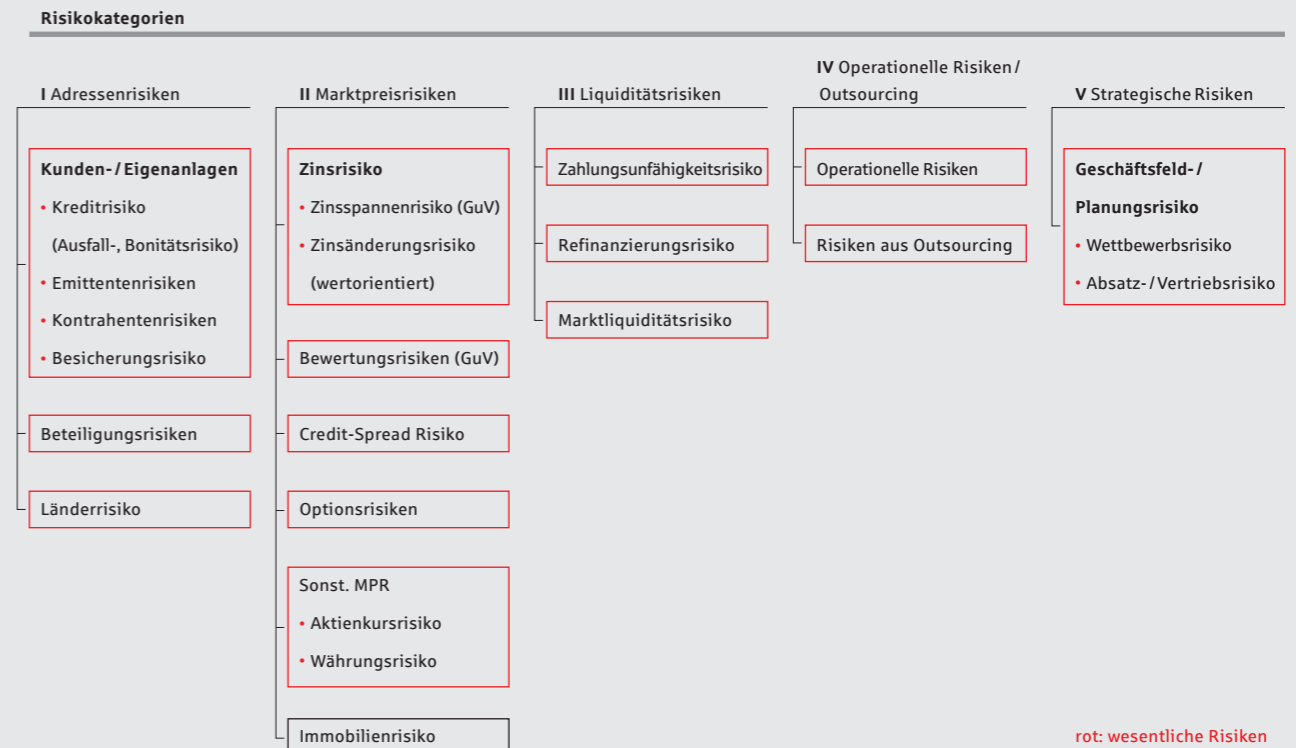 Risikokategorien
I Adressenrisiken
Kunden-/Eigenanlagen
• Kreditrisiko
(Ausfall-, Bonitätsrisiko)
• Emittentenrisiken
• Kontrahentenrisiken
• Besicherungsrisiko
Beteiligungsrisiken
Länderrisiko
II Marktpreisrisiken
Zinsrisiko
• Zinsspannenrisiko (GuV)
• Zinsänderungsrisiko
(wertorientiert)
Bewertungsrisiken (GuV)
Credit-Spread Risiko
Optionsrisiken
Sonst. MPR
• Aktienkursrisiko
• Währungsrisiko
Immobilienrisiko
III Liquiditätsrisiken
Zahlungsunfähigkeitsrisiko
Refinanzierungsrisiko
Marktliquiditätsrisiko
IV Operationelle Risiken/
Outsourcing
Operationelle Risiken
Risiken aus Outsourcing
V Strategische Risiken
Geschäftsfeld-/
Planungsrisiko
• Wettbewerbsrisiko
• Absatz-/Vertriebsrisiko
rot: wesentliche Risiken